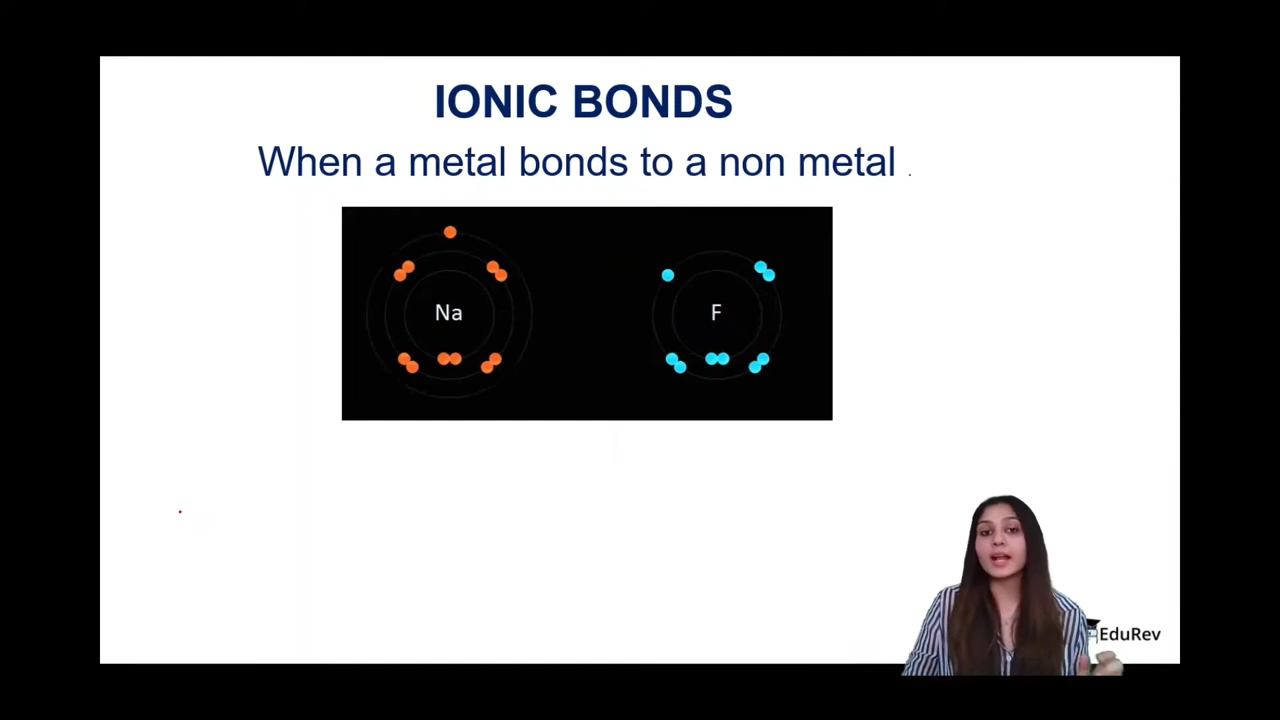 IONIC BONDS
When a metal bonds to a non metal .
Na
F
EduRev